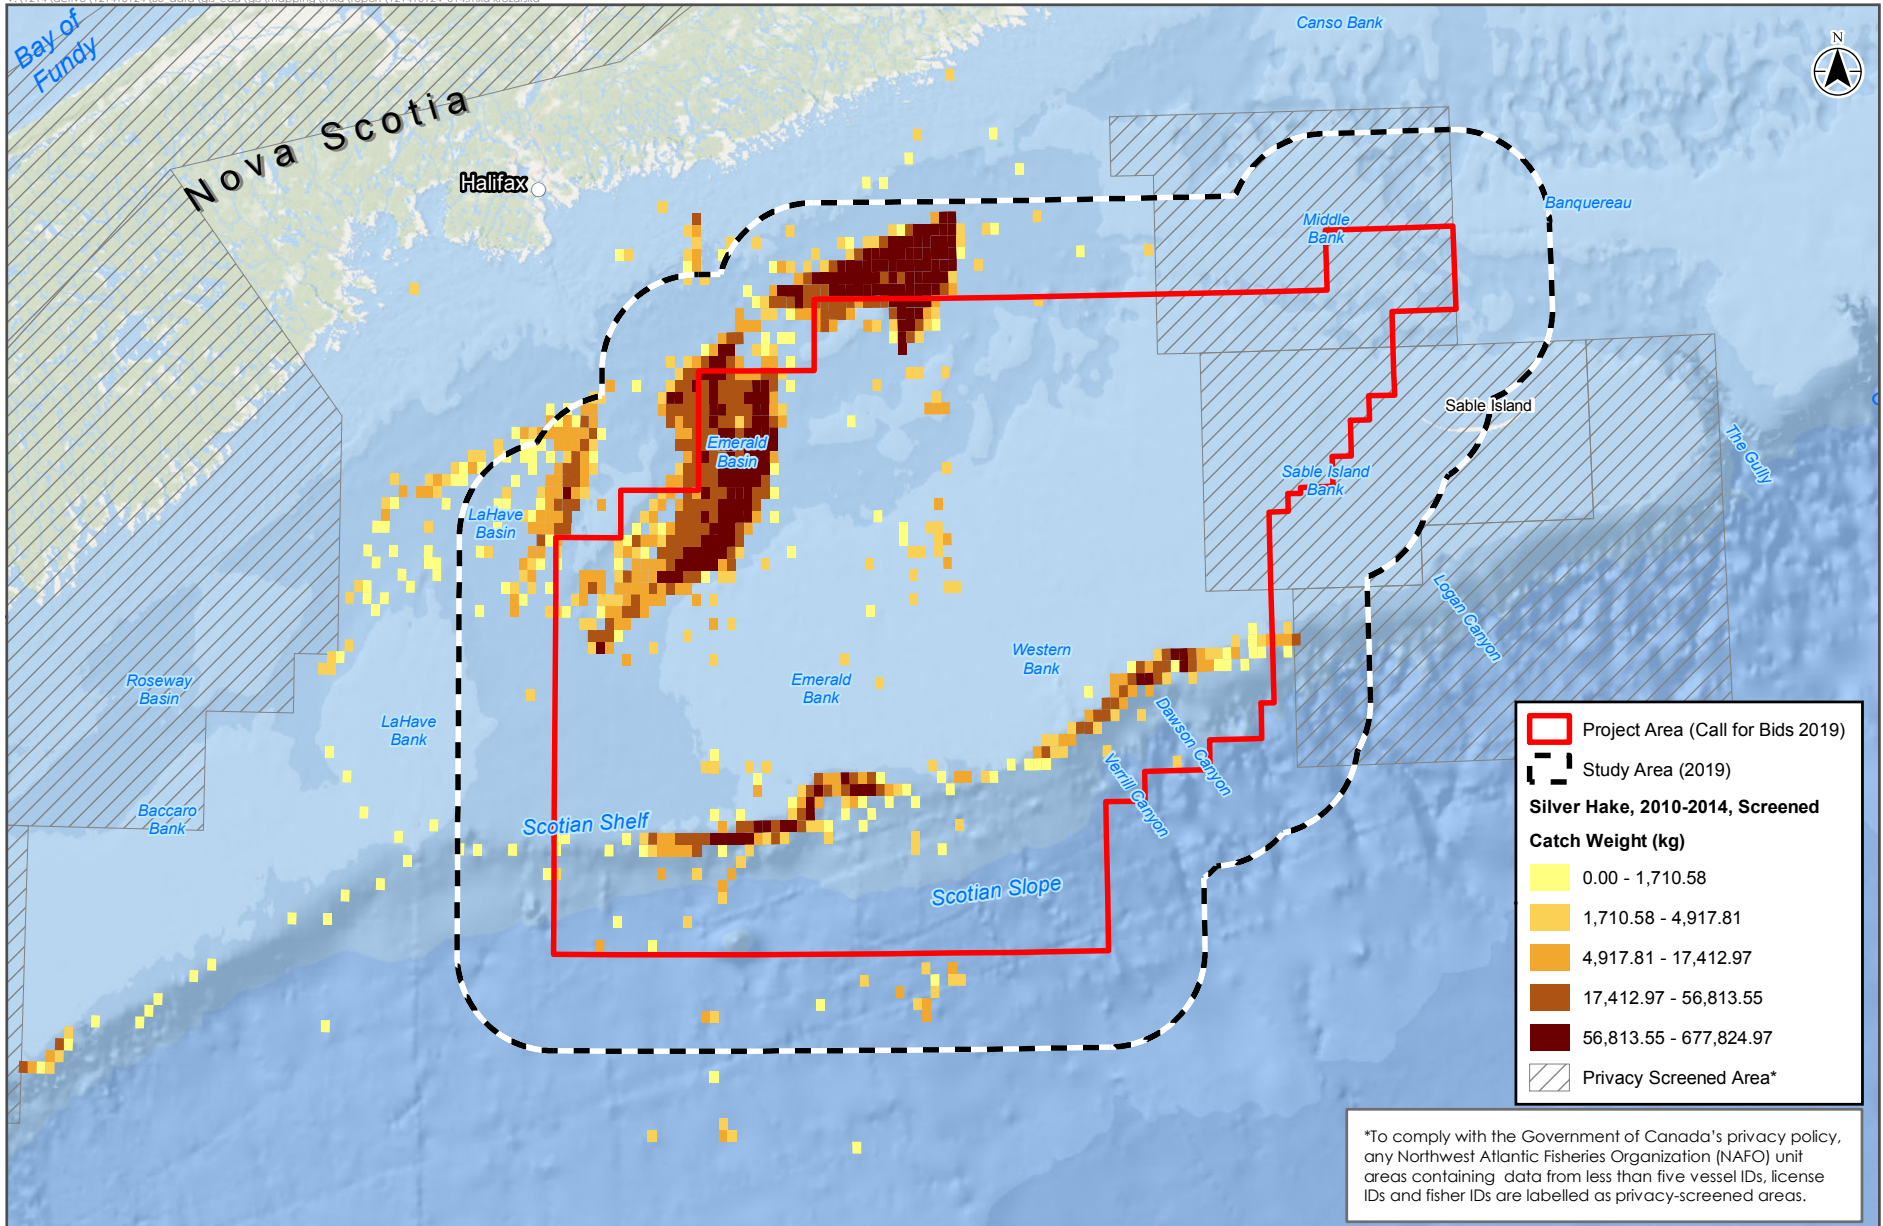 Bay of
Fundy
Nova Scotia
Halifax
Canso Bank
N
Middle
Bank
Banquereau
Sable Island
The Gully
Sable Island
Bank
Emerald
Basin
LaHave
Basin
Logan Canyon
Western
Bank
Emerald
Bank
Roseway
Basin
LaHave
Bank
Dawson Canyon
Verrill Canyon
Baccaro
Bank
Scotian Shelf
Scotian Slope
Project Area (Call for Bids 2019)
Study Area (2019)
Silver Hake, 2010-2014, Screened
Catch Weight (kg)
0.00 - 1,710.58
1,710.58 - 4,917.81
4,917.81 - 17,412.97
17,412.97 - 56,813.55
56,813.55 - 677,824.97
Privacy Screened Area*
*To comply with the Government of Canada's privacy policy,
any Northwest Atlantic Fisheries Organization (NAFO) unit
areas containing data from less than five vessel IDs, license
IDs and fisher IDs are labelled as privacy-screened areas.